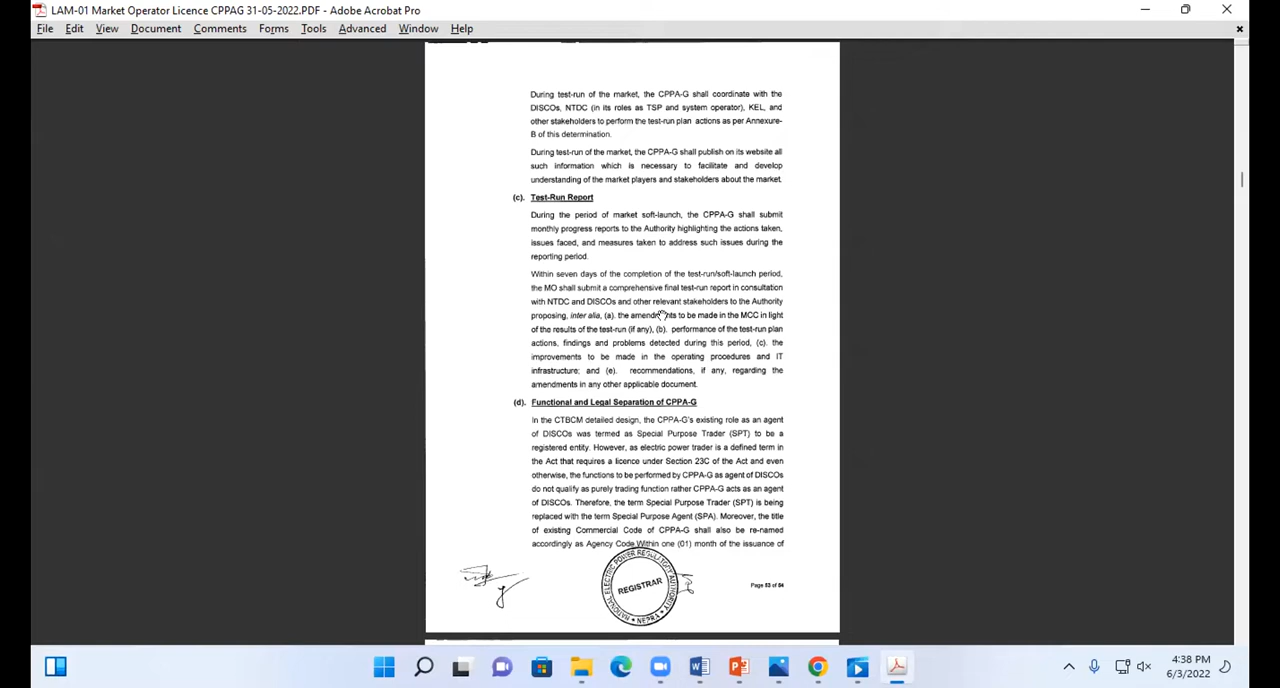 LAM-01 Market Operator Licence CPPAG 31-05-2022.PDF - Adobe Acrobat Pro
File Edit View Document Comments Forms Tools Advanced Window Help
During test-run of the market, the CPPA-G shall coordinate with the
DISCOs, NTDC (in its roles as TSP and system operator), KEL, and
other stakeholders to perform the test-run plan actions as per Annexure-
B of this determination.
During test-run of the market, the CPPA-G shall publish on its website all
such information which is necessary to facilitate and develop
understanding of the market players and stakeholders about the market.
(c). Test-Run Report
During the period of market soft-launch, the CPPA-G shall submit
monthly progress reports to the Authority highlighting the actions taken,
issues faced, and measures taken to address such issues during the
reporting period.
Within seven days of the completion of the test-run/soft-launch period,
the MO shall submit a comprehensive final test-run report in consultation
with NTDC and DISCOs and other relevant stakeholders to the Authority
proposing, inter alia, (a). the amendments to be made in the MCC in light
of the results of the test-run (if any), (b). performance of the test-run plan
actions, findings and problems detected during this period, (c). the
improvements to be made in the operating procedures and IT
infrastructure; and (e). recommendations, if any, regarding the
amendments in any other applicable document.
(d). Functional and Legal Separation of CPPA-G
In the CTBCM detailed design, the CPPA-G's existing role as an agent
of DISCOs was termed as Special Purpose Trader (SPT) to be a
registered entity. However, as electric power trader is a defined term in
the Act that requires a licence under Section 23C of the Act and even
otherwise, the functions to be performed by CPPA-G as agent of DISCOs
do not qualify as purely trading function rather CPPA-G acts as an agent
of DISCOs. Therefore, the term Special Purpose Trader (SPT) is being
replaced with the term Special Purpose Agent (SPA). Moreover, the title
of existing Commercial Code of CPPA-G shall also be re-named
accordingly as Agency Code.Within one (01) month of the issuance of
NATIONAL ELECTRIC POWER REGULATORY AUTHORITY
REGISTRAR
NEPRA
Page 53 of 54
4:38 PM
6/3/2022